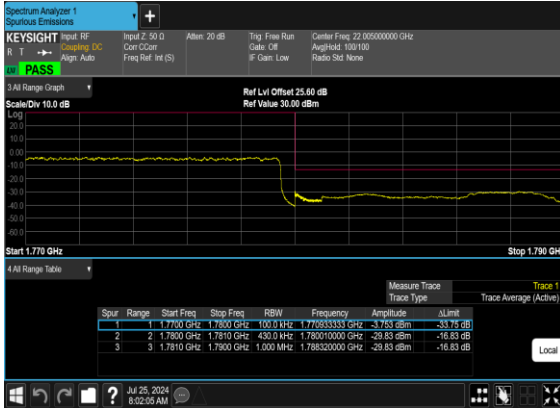 Spectrum Analyzer 1
Spurious Emissions
KEYSIGHT Input: RF Input Z: 50 Ω Atten: 20 dB Trig: Free Run Center Freq: 22.005000000 GHz
R T Coupling: DC Corr CCorr Gate: Off Avg|Hold: 100/100
Align: Auto Freq Ref: Int (S) IF Gain: Low Radio Std: None
PASS
3 All Range Graph
Ref Lvl Offset 25.60 dB
Scale/Div 10.0 dB Ref Value 30.00 dBm
Log
20.0
10.0
0.00
-10.0
-20.0
-30.0
-40.0
-50.0
-60.0
Start 1.770 GHz Stop 1.790 GH
4 All Range Table
Measure Trace Trace 1
Trace Type Trace Average (Active)
Spur Range Start Freq Stop Freq RBW Frequency Amplitude ΔLimit
1 1 1.7700 GHz 1.7800 GHz 100.0 kHz 1.770933333 GHz -3.753 dBm -33.75 dB
2 2 1.7800 GHz 1.7810 GHz 430.0 kHz 1.780010000 GHz -29.83 dBm -16.83 dB
3 3 1.7810 GHz 1.7900 GHz 1.000 MHz 1.788320000 GHz -29.83 dBm -16.83 dB
Local
Jul 25, 2024
8:02:05 AM